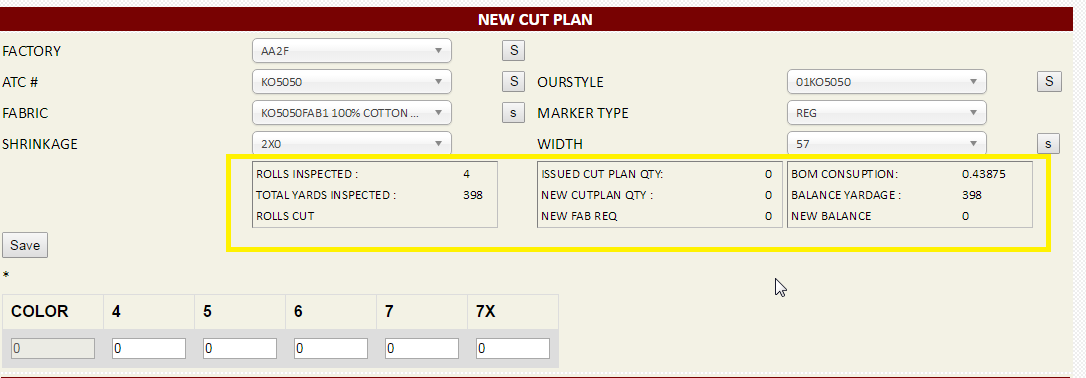 NEW CUT PLAN
FACTORY AA2F S
ATC # KO5050 S OURSTYLE 01KO5050 S
FABRIC KO5050FAB1 100% COTTON ... s MARKER TYPE REG
SHRINKAGE 2X0 WIDTH 57 s
ROLLS INSPECTED : 4 ISSUED CUT PLAN QTY: 0 BOM CONSUPTION: 0.43875
TOTAL YARDS INSPECTED : 398 NEW CUTPLAN QTY : 0 BALANCE YARDAGE : 398
ROLLS CUT NEW FAB REQ 0 NEW BALANCE 0
Save
*
COLOR 4 5 6 7 7X
0 0 0 0 0 0